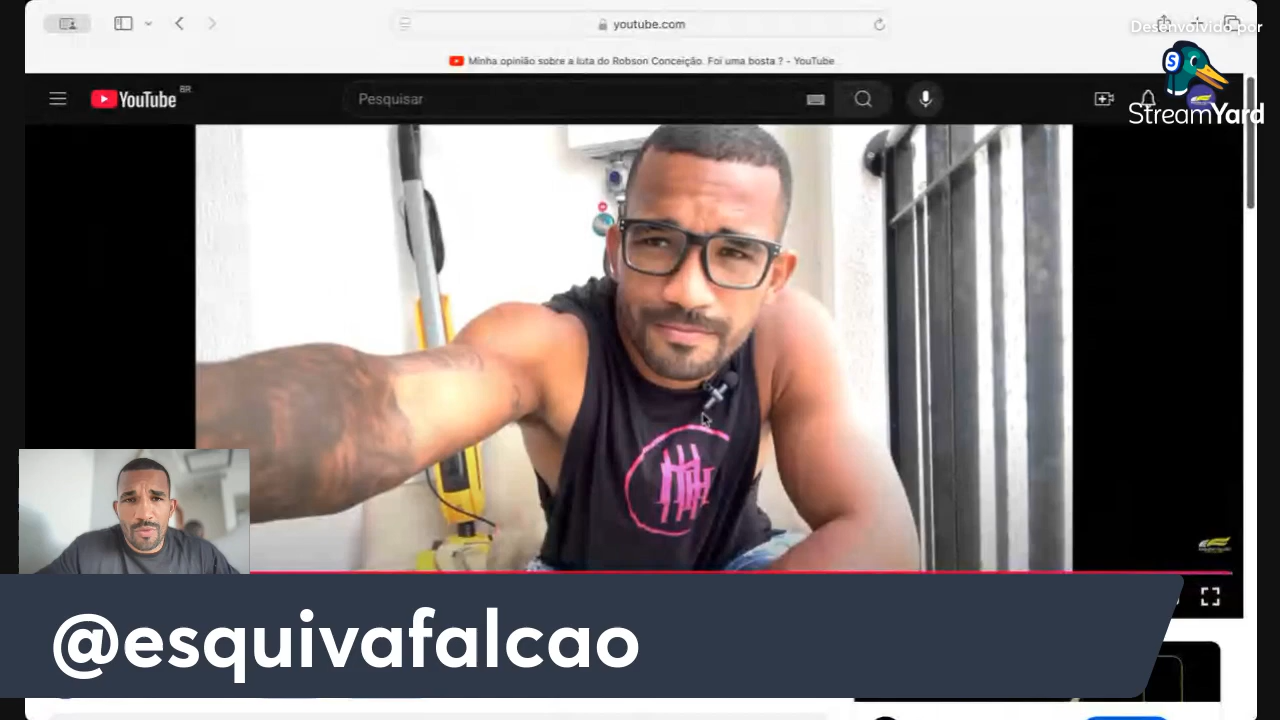 youtube.com
Desenvolvido por
Minha opinião sobre a luta do Robson Conceição. Foi uma bosta ? - YouTube
YouTube
BR
Pesquisar
StreamYard
@esquivafalcao